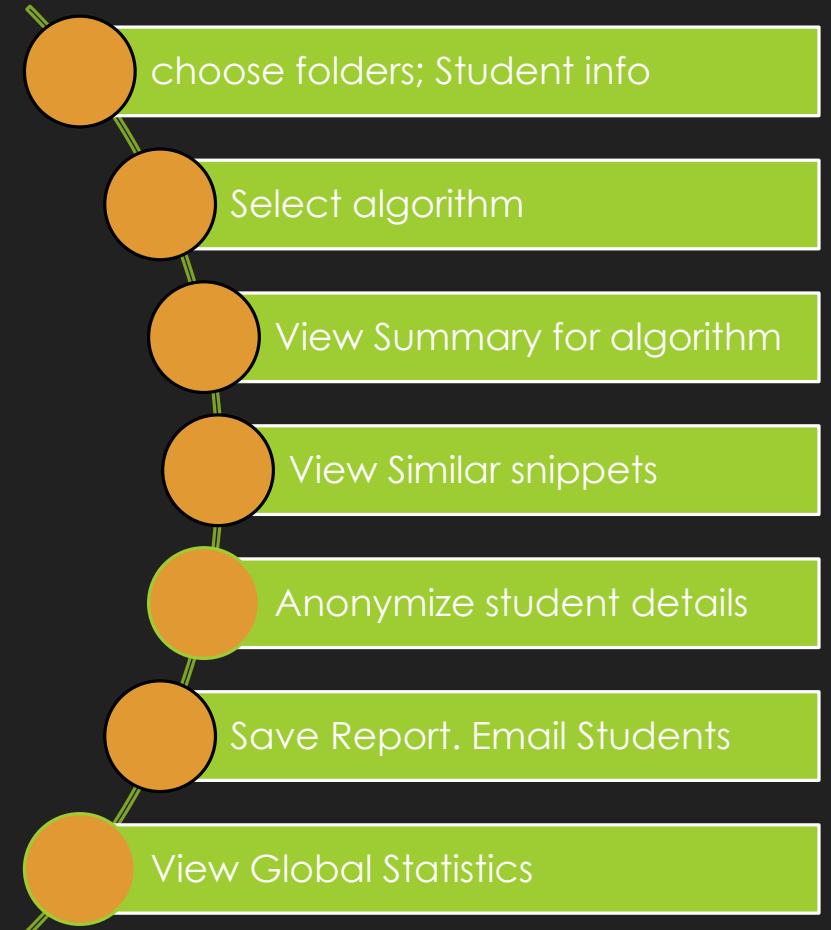 choose folders; Student info
Select algorithm
View Summary for algorithm
View Similar snippets
Anonymize student details
Save Report. Email Students
View Global Statistics